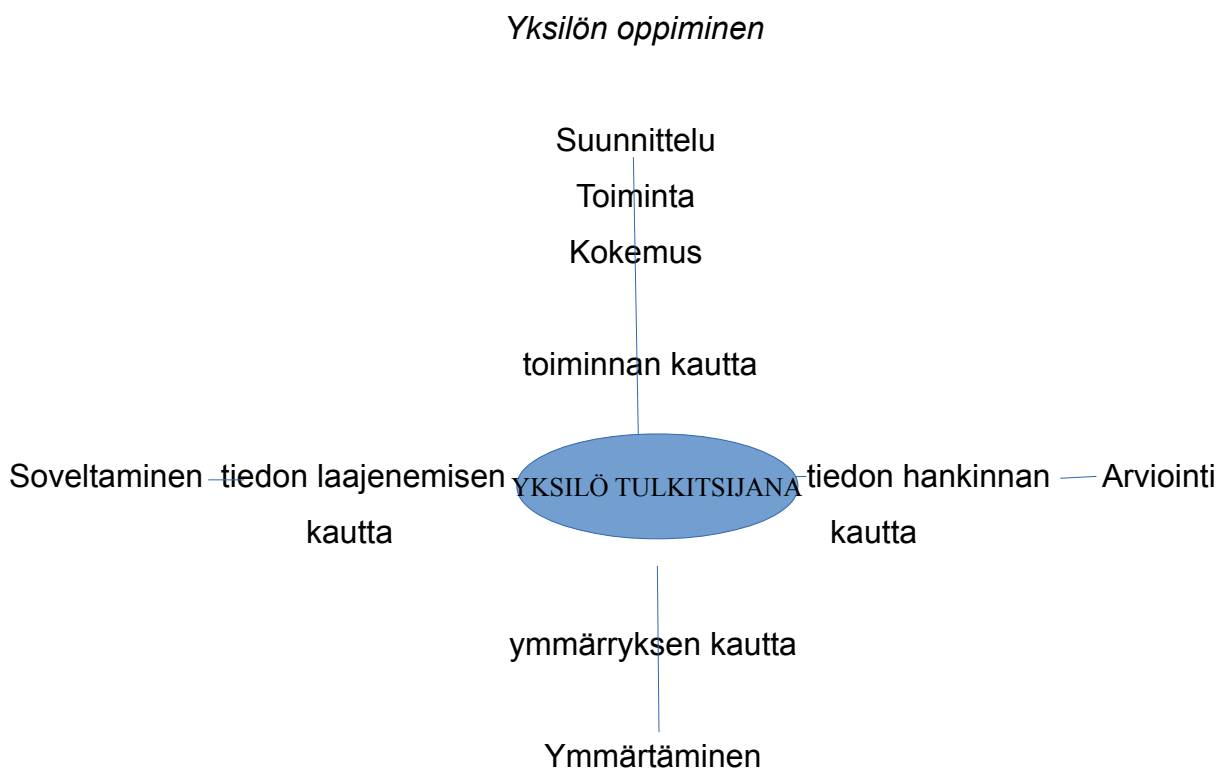 Yksilön oppiminen
Suunnittelu
Toiminta
Kokemus
toiminnan kautta
Soveltaminen tiedon laajenemisen YKSILÖ TULKITSIJANA tiedon hankinnan Arviointi
kautta kautta
ymmärryksen kautta
Ymmärtäminen